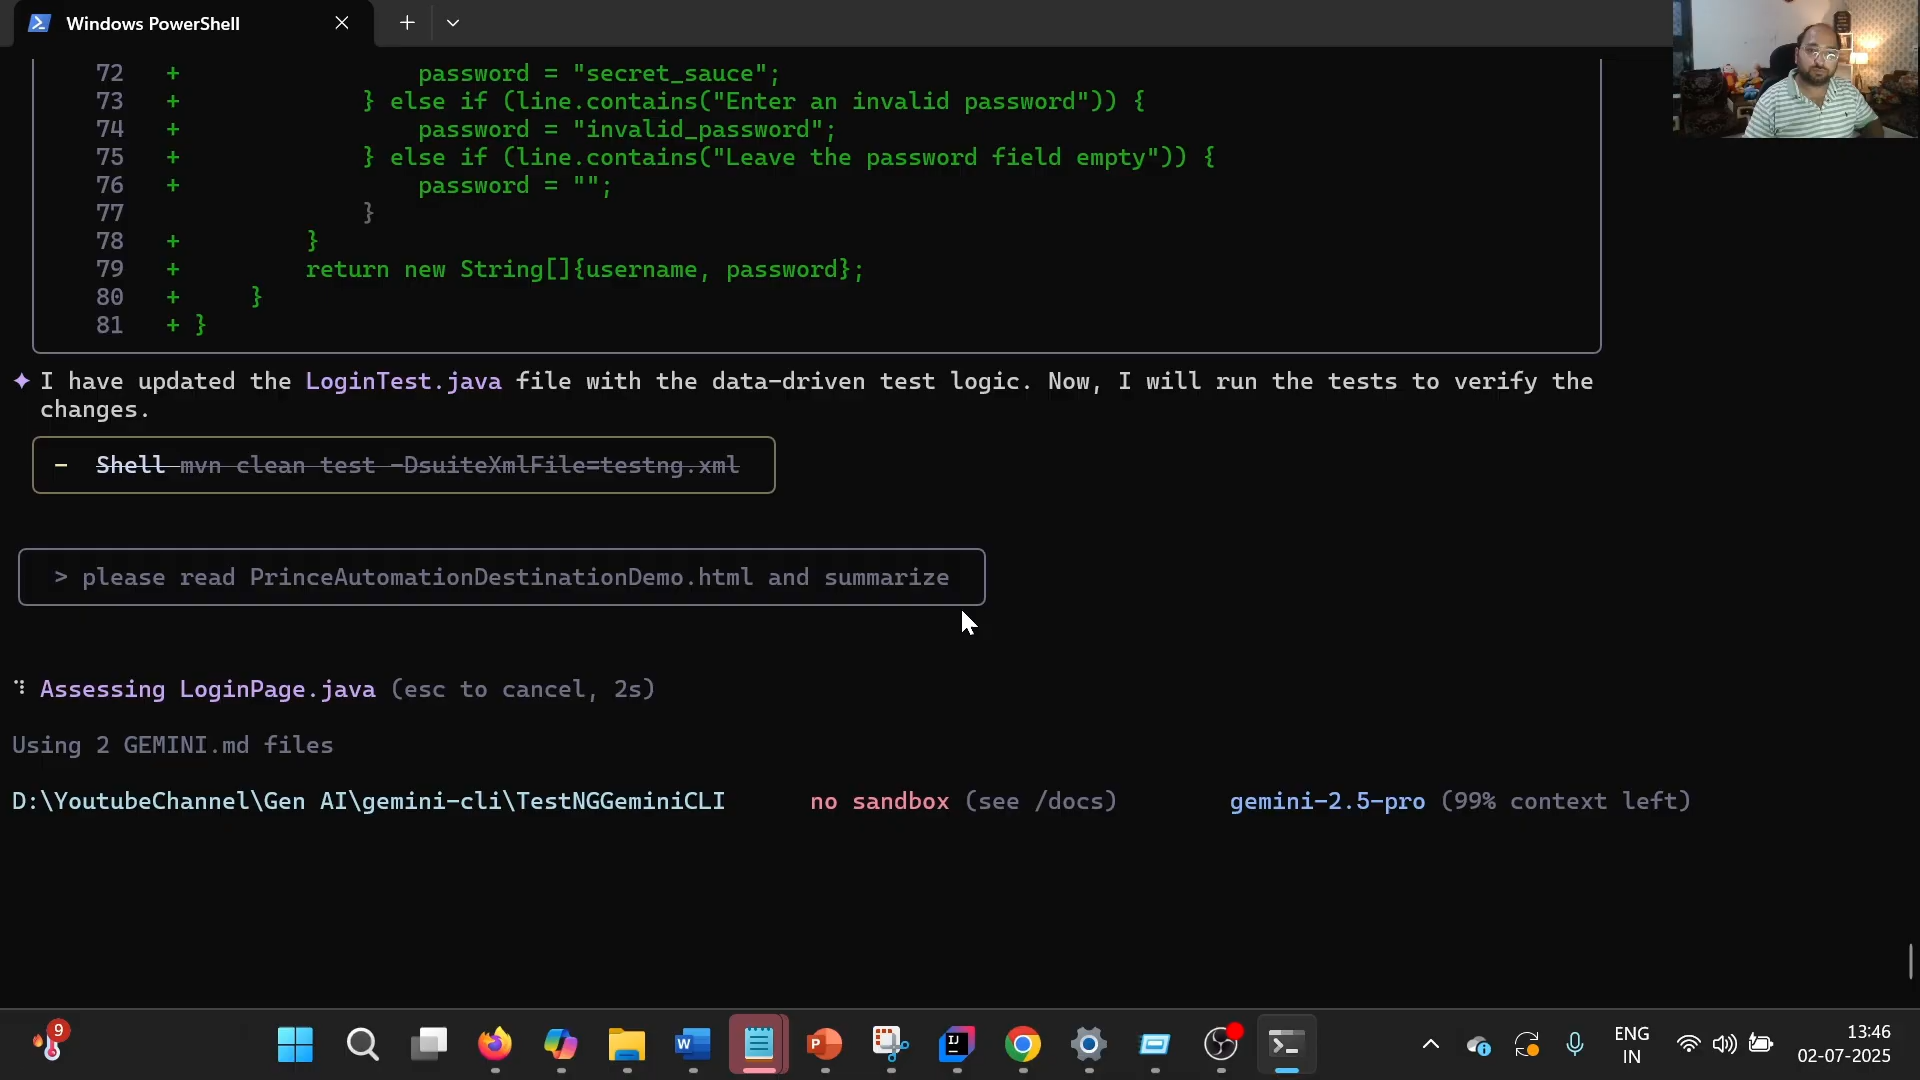 Windows PowerShell
72 + password = "secret_sauce";
73 + } else if (line.contains("Enter an invalid password")) {
74 + password = "invalid_password";
75 + } else if (line.contains("Leave the password field empty")) {
76 + password = "";
77 }
78 + }
79 + return new String[]{username, password};
80 + }
81 + }
✦ I have updated the LoginTest.java file with the data-driven test logic. Now, I will run the tests to verify the
changes.
- Shell mvn clean test -DsuiteXmlFile=testng.xml
> please read PrinceAutomationDestinationDemo.html and summarize
Assessing LoginPage.java (esc to cancel, 2s)
Using 2 GEMINI.md files
D:\YoutubeChannel\Gen AI\gemini-cli\TestNGGeminiCLI no sandbox (see /docs) gemini-2.5-pro (99% context left)
9
ENG
IN
13:46
02-07-2025